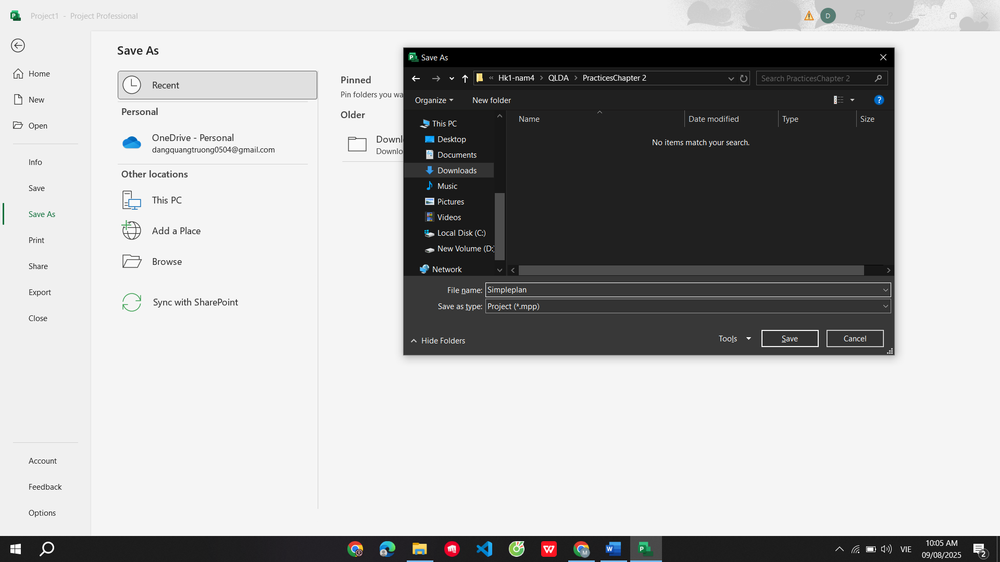 Project1 - Project Professional
D
?
Save As
Home
New
Open
Info
Save
Save As
Print
Share
Export
Close
Account
Feedback
Options
Recent
Personal
OneDrive - Personal
dangquangtruong0504@gmail.com
Other locations
This PC
Add a Place
Browse
Sync with SharePoint
Pinned
Pin folders you wa
Older
Downl
Downlo
Save As
« Hk1-nam4 > QLDA > PracticesChapter 2
Search PracticesChapter 2
Organize
New folder
?
This PC
Desktop
Documents
Downloads
Music
Pictures
Videos
Local Disk (C:)
New Volume (D:)
Network
Name
Date modified
Type
Size
No items match your search.
File name: Simpleplan
Save as type: Project (*.mpp)
Hide Folders
Tools
Save
Cancel
VIE
10:05 AM
09/08/2025
2